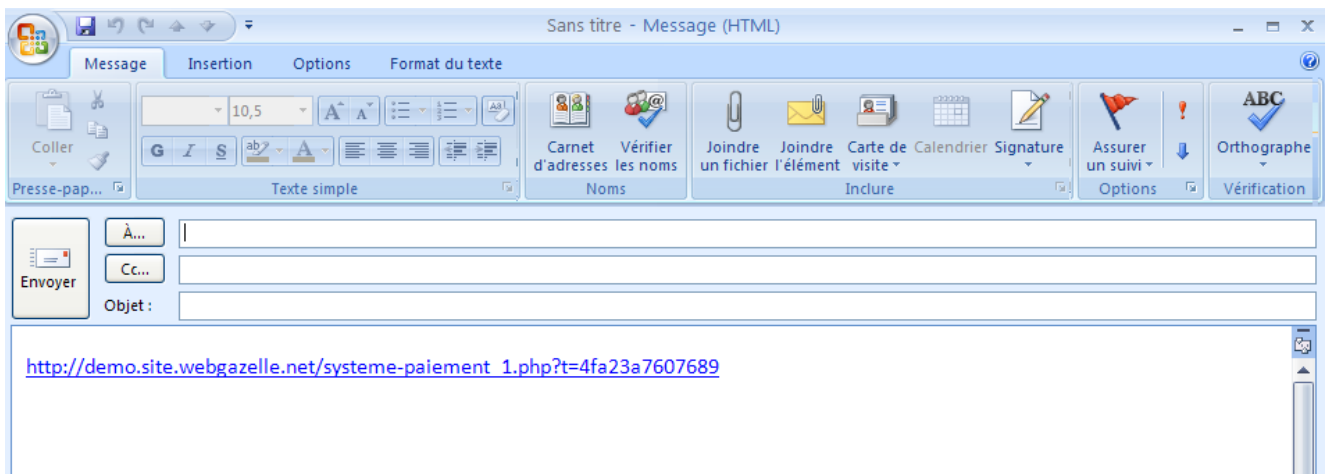 Sans titre - Message (HTML)
Message Insertion Options Format du texte
Coller
Presse-pap...
10,5
G I S ab A
Texte simple
Carnet d'adresses
Vérifier les noms
Noms
Joindre un fichier
Joindre l'élément
Carte de visite
Calendrier
Signature
Inclure
Assurer un suivi
Options
ABC
Orthographe
Vérification
Envoyer
À...
Cc...
Objet :
http://demo.site.webgazelle.net/systeme-paiement_1.php?t=4fa23a7607689